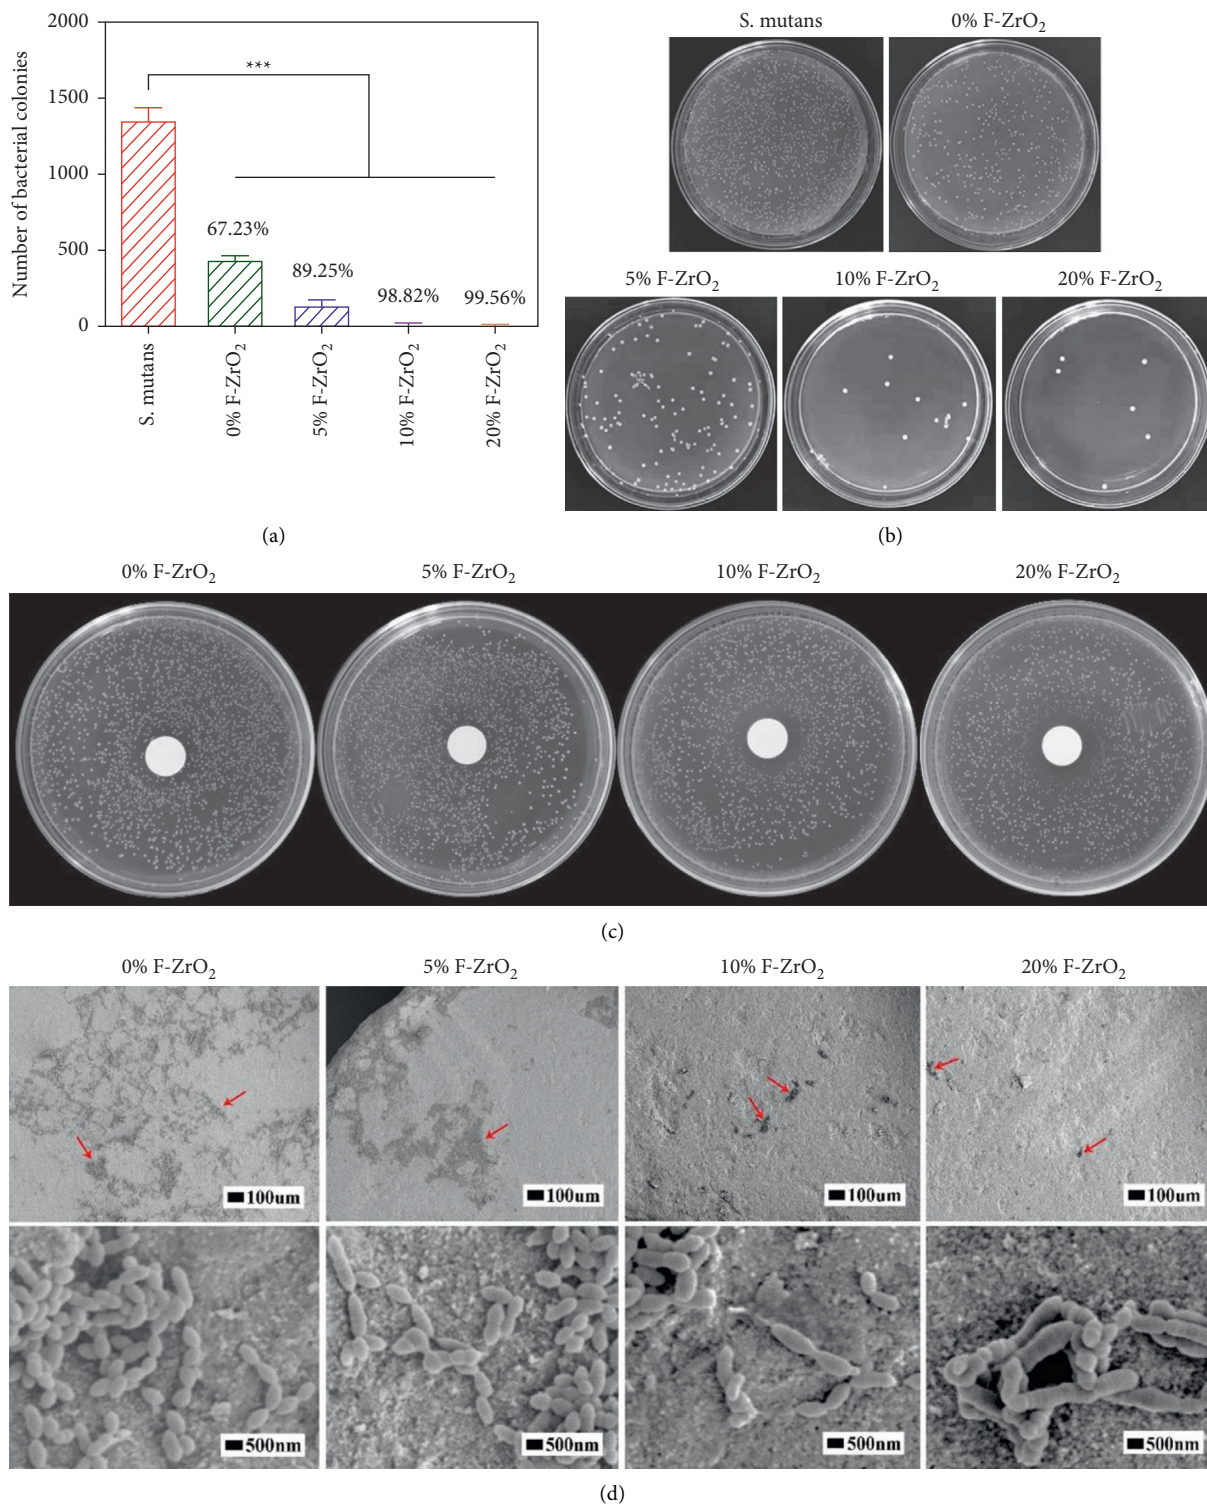 2000
1500
1000
500
0
Number of bacterial colonies
***
67.23%
89.25%
98.82%
99.56%
S. mutans
0% F-ZrO₂
5% F-ZrO₂
10% F-ZrO₂
20% F-ZrO₂
(a)
S. mutans 0% F-ZrO₂
5% F-ZrO₂ 10% F-ZrO₂ 20% F-ZrO₂
(b)
0% F-ZrO₂ 5% F-ZrO₂ 10% F-ZrO₂ 20% F-ZrO₂
(c)
0% F-ZrO₂ 5% F-ZrO₂ 10% F-ZrO₂ 20% F-ZrO₂
100um 100um 100um 100um
500nm 500nm 500nm 500nm
(d)